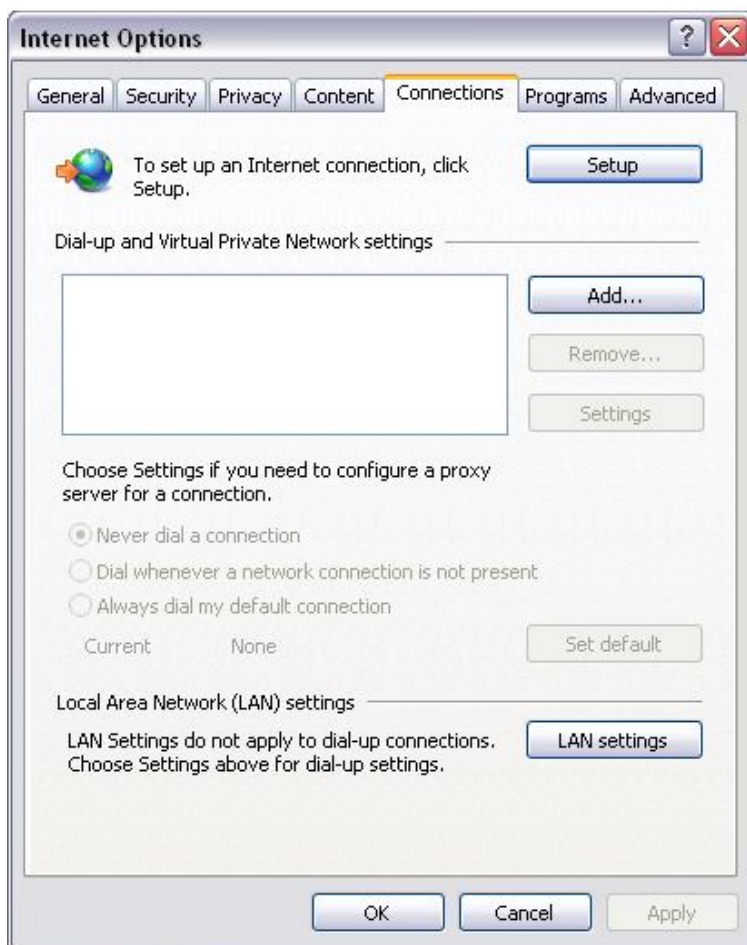 Internet Options
General Security Privacy Content Connections Programs Advanced
To set up an Internet connection, click
Setup.
Setup
Dial-up and Virtual Private Network settings
Add...
Remove...
Settings
Choose Settings if you need to configure a proxy
server for a connection.
Never dial a connection
Dial whenever a network connection is not present
Always dial my default connection
Current None
Set default
Local Area Network (LAN) settings
LAN Settings do not apply to dial-up connections.
Choose Settings above for dial-up settings.
LAN settings
OK Cancel Apply